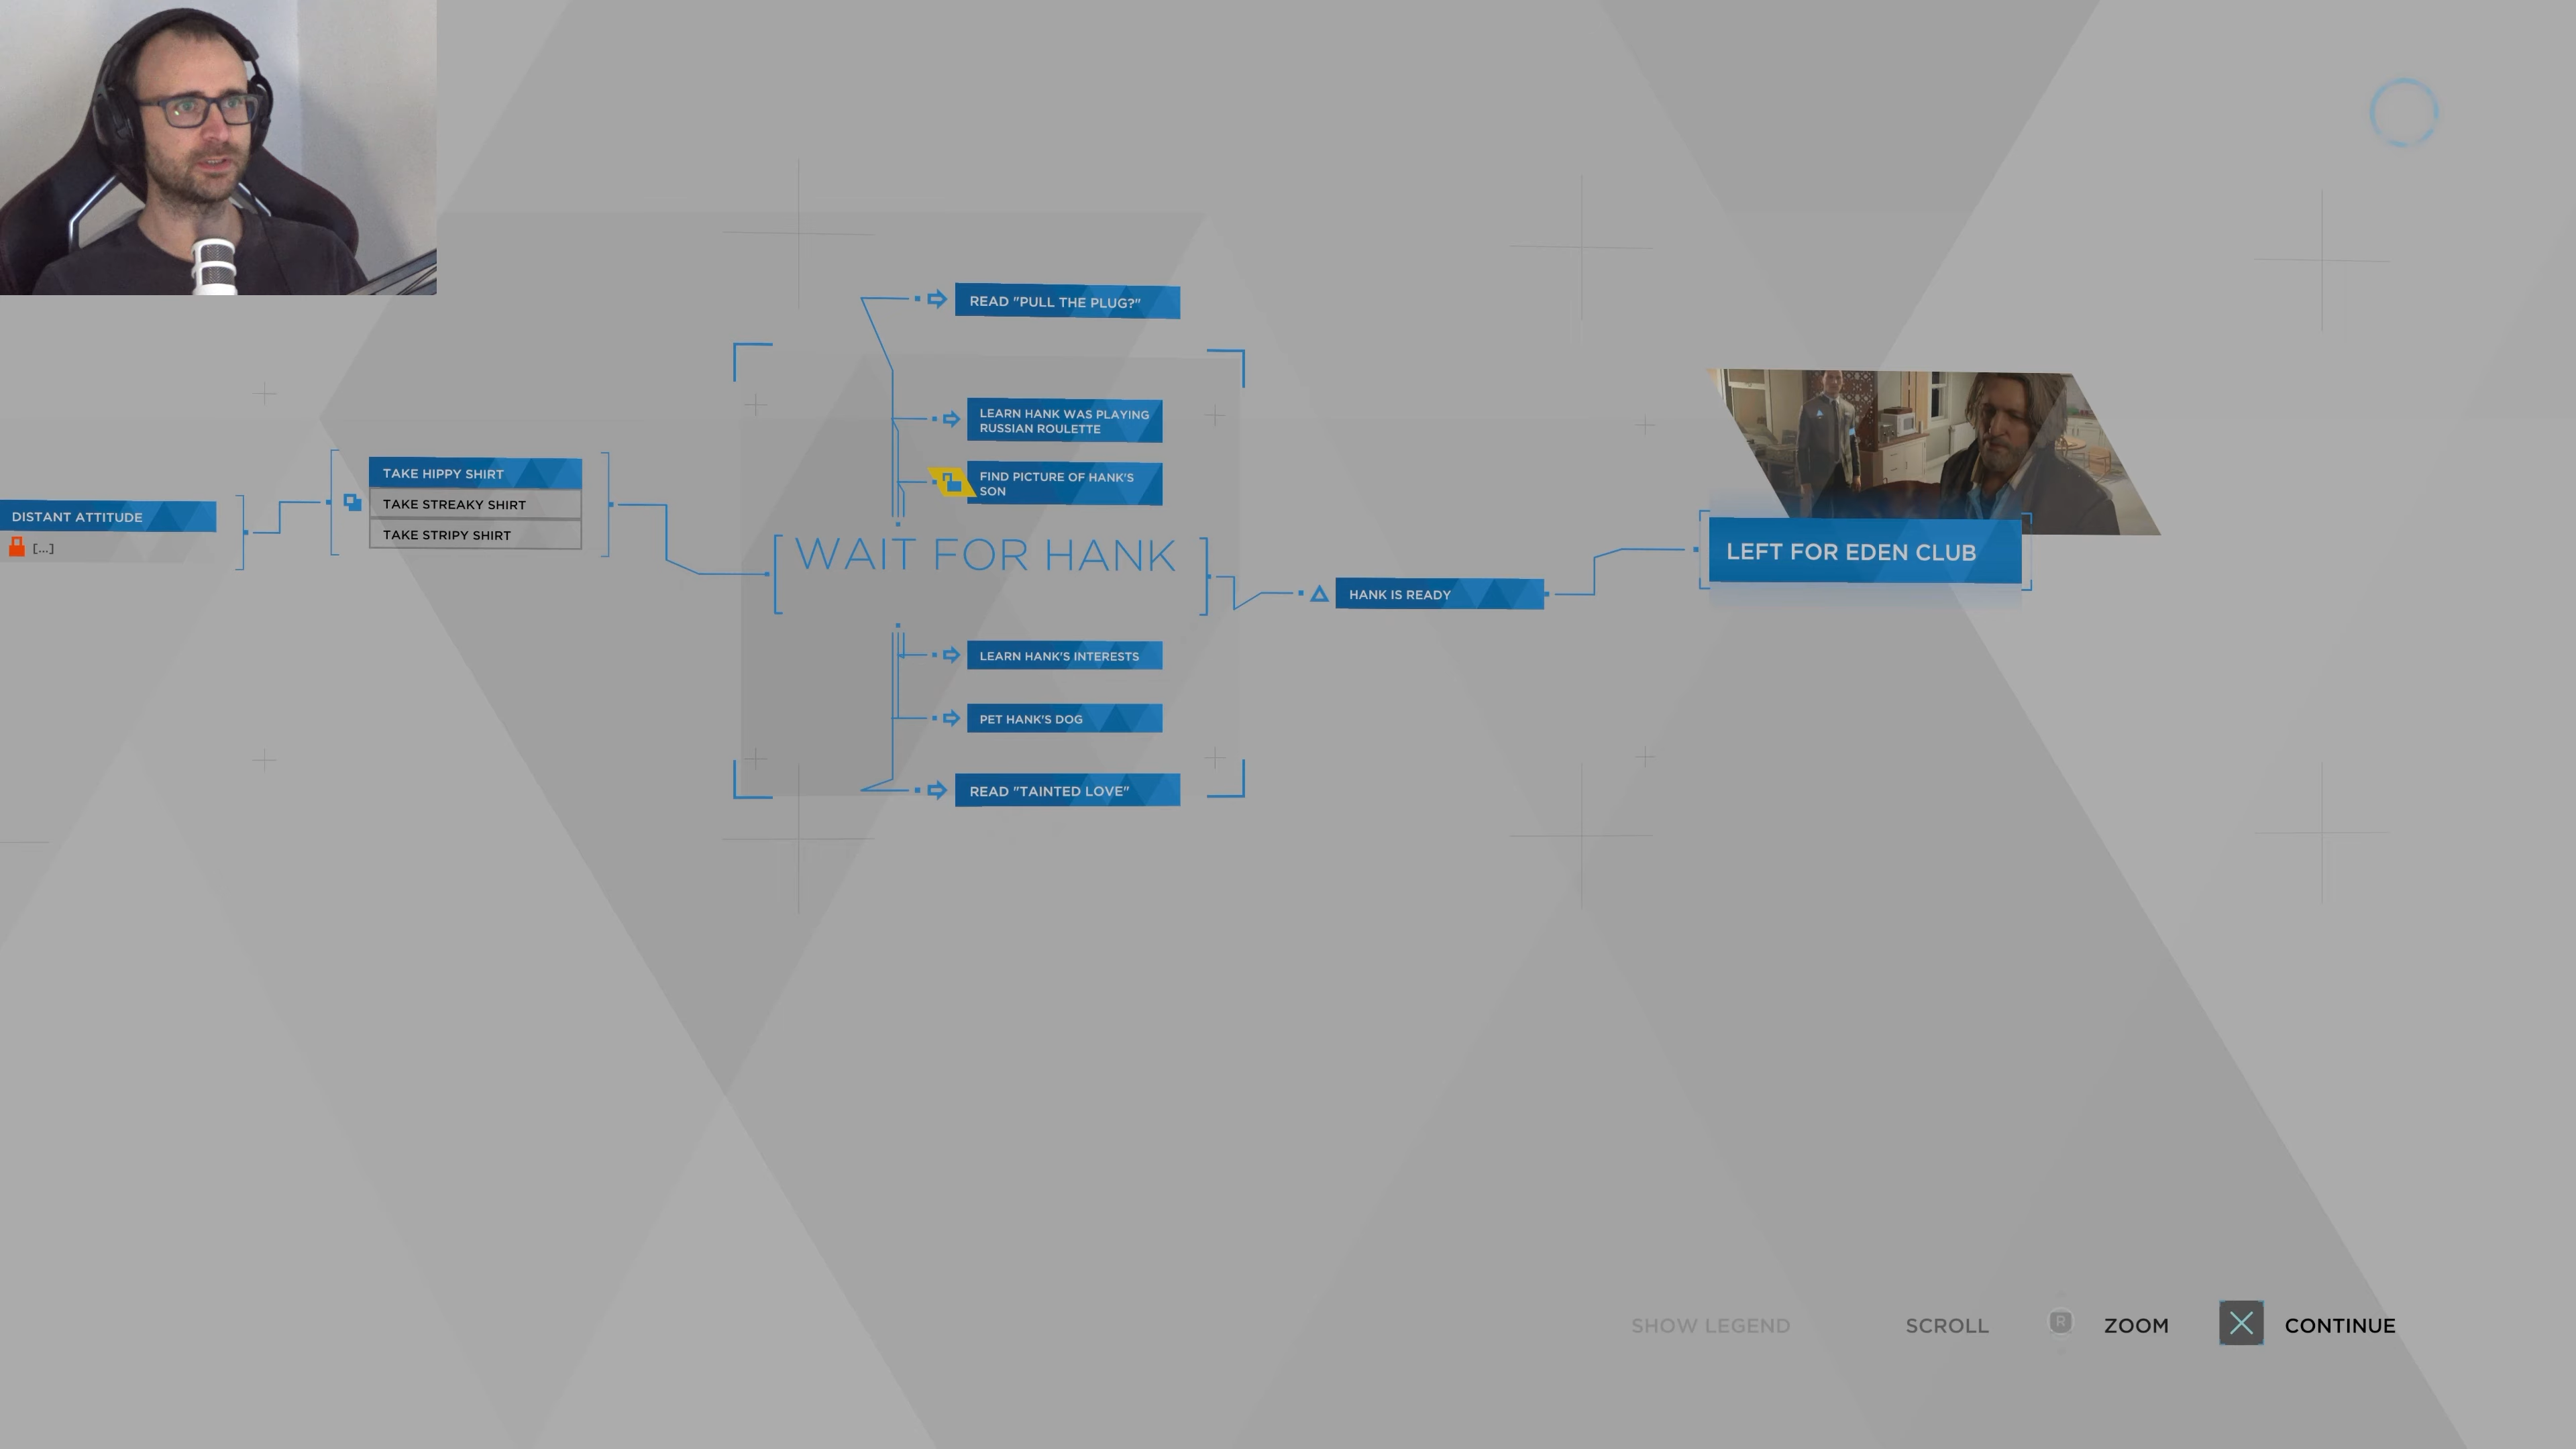 READ "PULL THE PLUG?"
LEARN HANK WAS PLAYING
RUSSIAN ROULETTE
FIND PICTURE OF HANK'S
SON
DISTANT ATTITUDE
[...]
TAKE HIPPY SHIRT
TAKE STREAKY SHIRT
TAKE STRIPY SHIRT
WAIT FOR HANK
HANK IS READY
LEFT FOR EDEN CLUB
LEARN HANK'S INTERESTS
PET HANK'S DOG
READ "TAINTED LOVE"
SHOW LEGEND
SCROLL
R
ZOOM
CONTINUE